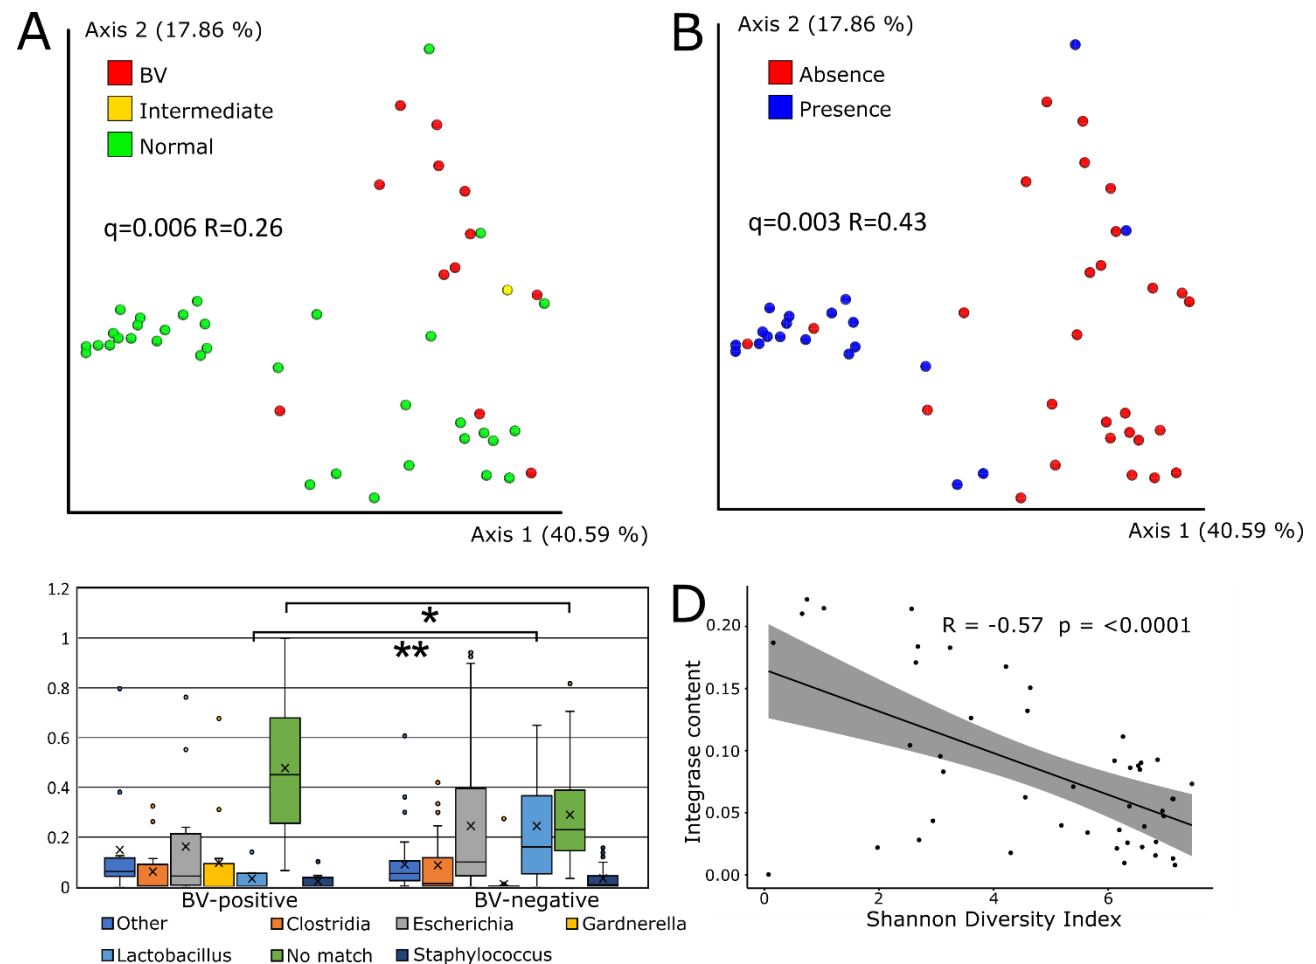 A
Axis 2 (17.86 %)
BV
Intermediate
Normal
q=0.006 R=0.26
Axis 1 (40.59 %)
B
Axis 2 (17.86 %)
Absence
Presence
q=0.003 R=0.43
Axis 1 (40.59 %)
1.2
1
0.8
0.6
0.4
0.2
0
*
**
BV-positive
BV-negative
Other
Clostridia
Escherichia
Gardnerella
Lactobacillus
No match
Staphylococcus
D
R = -0.57 p = <0.0001
Integrase content
0.20
0.15
0.10
0.05
0.00
0
2
4
6
Shannon Diversity Index